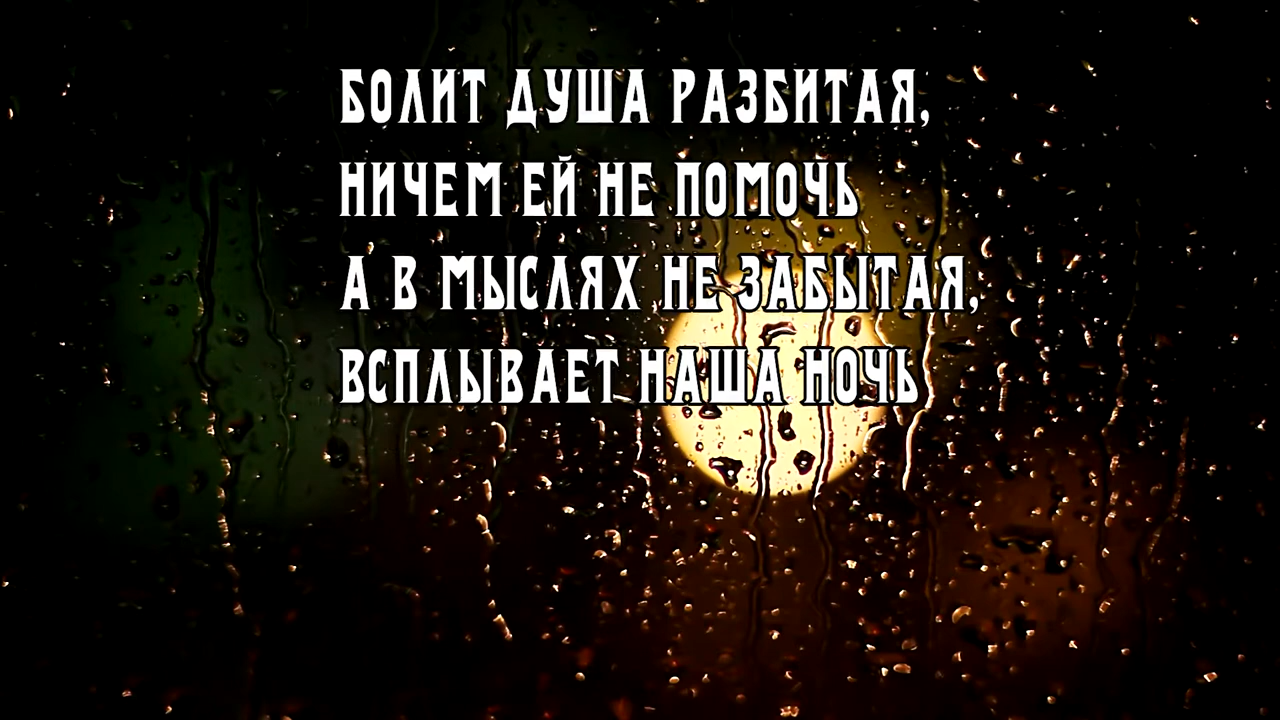 БОЛИТ ДУША РАЗБИТАЯ,
НИЧЕМ ЕЙ НЕ ПОМОЧЬ
А В МЫСЛЯХ НЕ ЗАБЫТАЯ,
ВСПЛЫВАЕТ НАША НОЧЬ